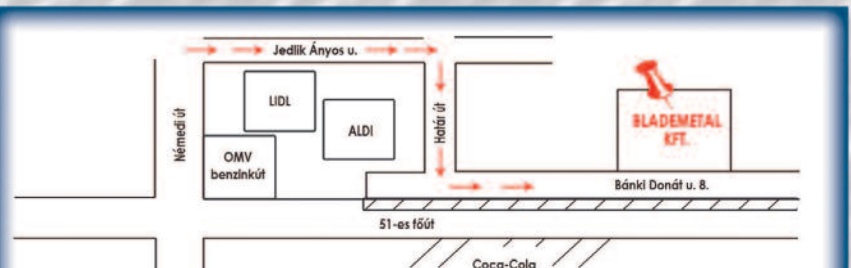 Jedlik Ányos u.
LIDL
ALDI
OMV
benzinkút
Némedi út
Határ út
BLADEMETAL
KFT.
Bánki Donát u. 8.
51-es főút
Coca-Cola